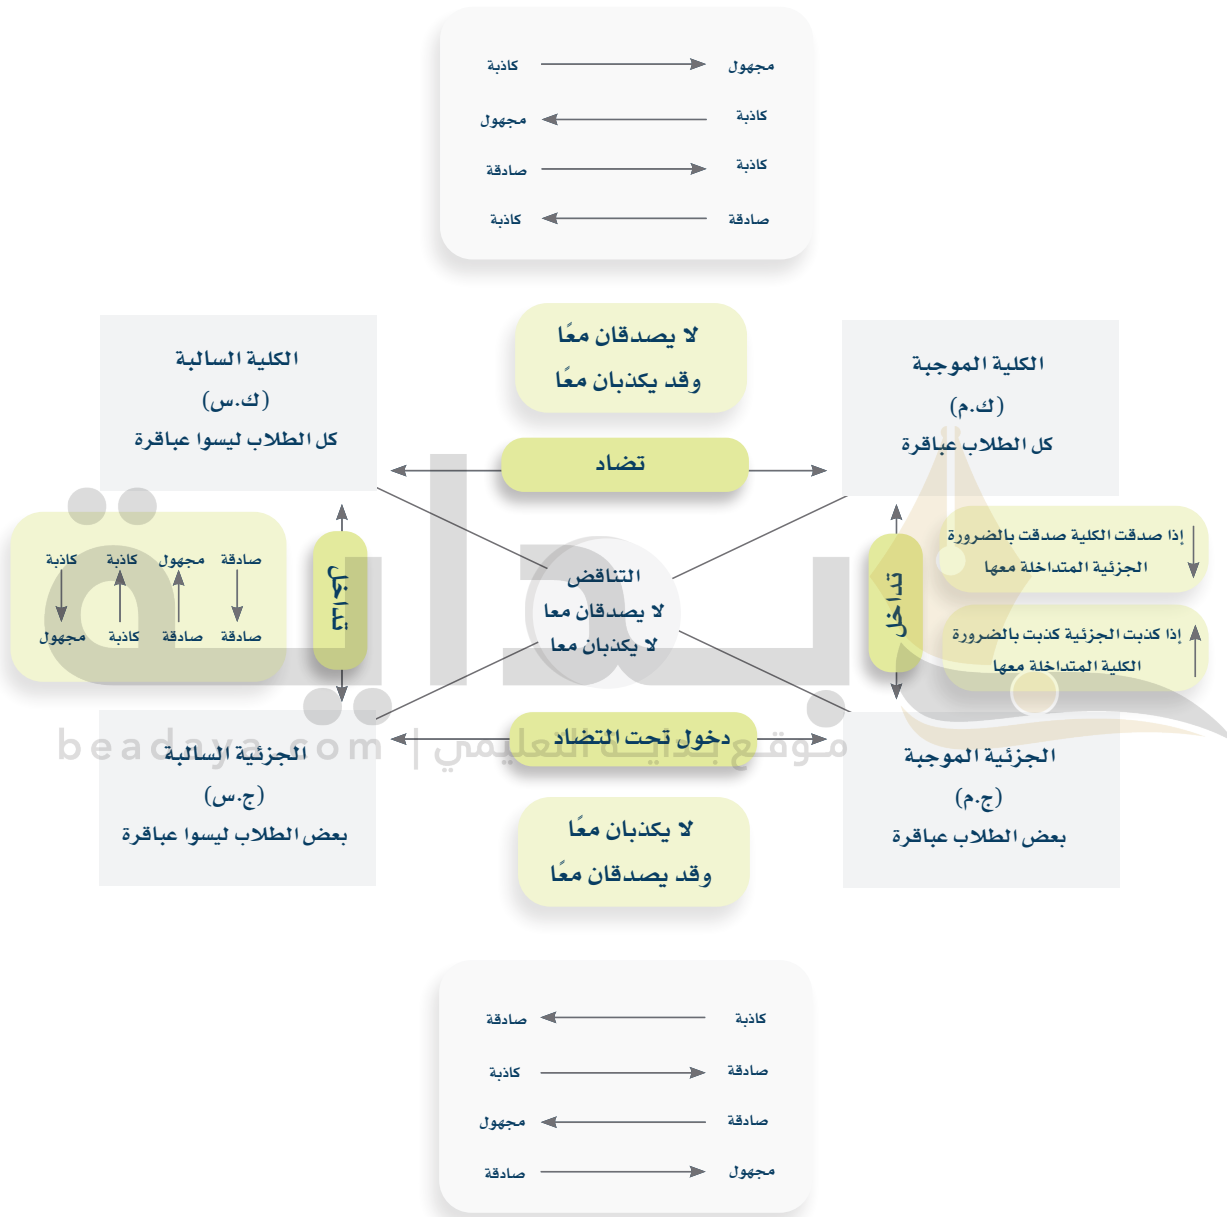 مجهول
كاذبة
كاذبة
مجهول
كاذبة
صادقة
صادقة
كاذبة
لا يصدقان معًا
وقد يكذبان معًا
الكلية الموجبة
(ك.م)
كل الطلاب عباقرة
الكلية السالبة
(ك.س)
كل الطلاب ليسوا عباقرة
تضاد
إذا صدقت الكلية صدقت بالضرورة
الجزئية المتداخلة معها
إذا كذبت الجزئية كذبت بالضرورة
الكلية المتداخلة معها
تداخل
التناقض
لا يصدقان معا
لا يكذبان معا
تداخل
صادقة مجهول كاذبة كاذبة
صادقة صادقة كاذبة مجهول
بداية
موقع بداية التعليمي | beadaya.com
دخول تحت التضاد
الجزئية الموجبة
(ج.م)
بعض الطلاب عباقرة
الجزئية السالبة
(ج.س)
بعض الطلاب ليسوا عباقرة
لا يكذبان معًا
وقد يصدقان معًا
كاذبة
صادقة
صادقة
كاذبة
صادقة
مجهول
مجهول
صادقة